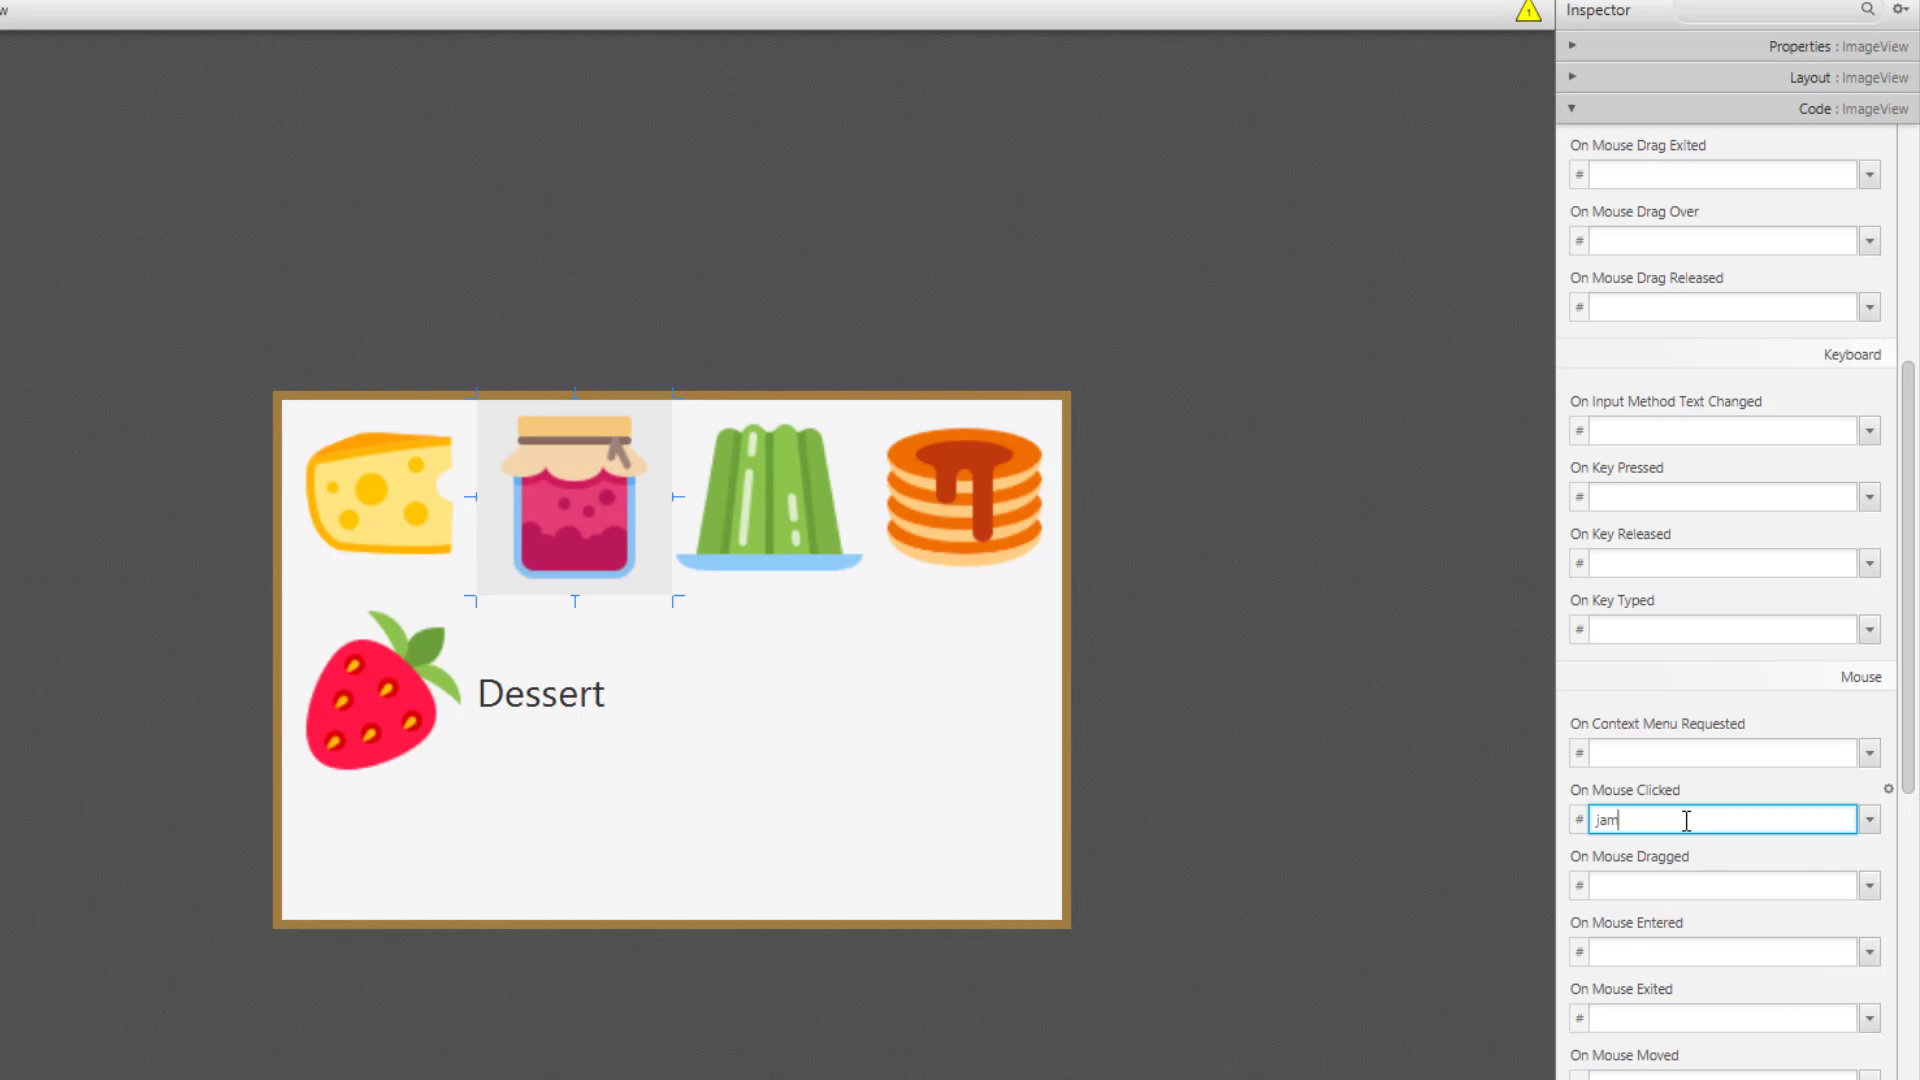 w
1
Inspector
Properties : ImageView
Layout : ImageView
Code : ImageView
On Mouse Drag Exited
#
On Mouse Drag Over
#
On Mouse Drag Released
#
Keyboard
On Input Method Text Changed
#
On Key Pressed
#
On Key Released
#
On Key Typed
#
Mouse
On Context Menu Requested
#
On Mouse Clicked
# jam
On Mouse Dragged
#
On Mouse Entered
#
On Mouse Exited
#
On Mouse Moved
Dessert